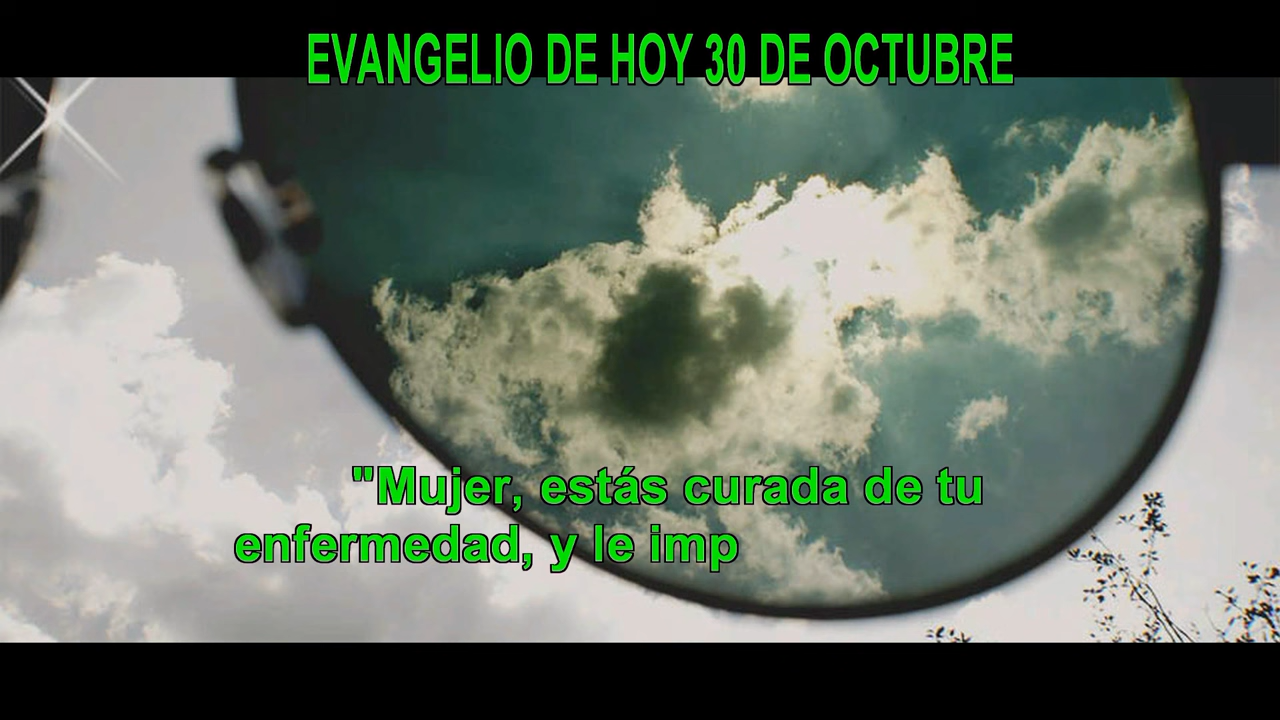 EVANGELIO DE HOY 30 DE OCTUBRE
"Mujer, estás curada de tu
enfermedad, y le imp